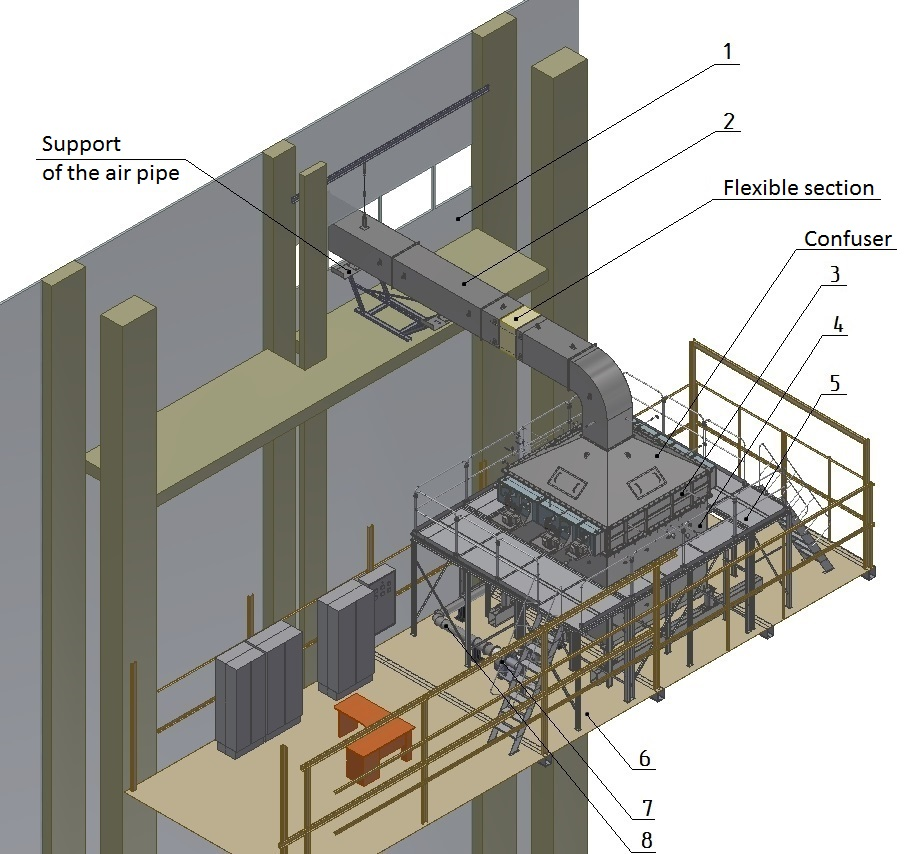 1
2
Support
of the air pipe
Flexible section
Confuser
3
4
5
6
7
8